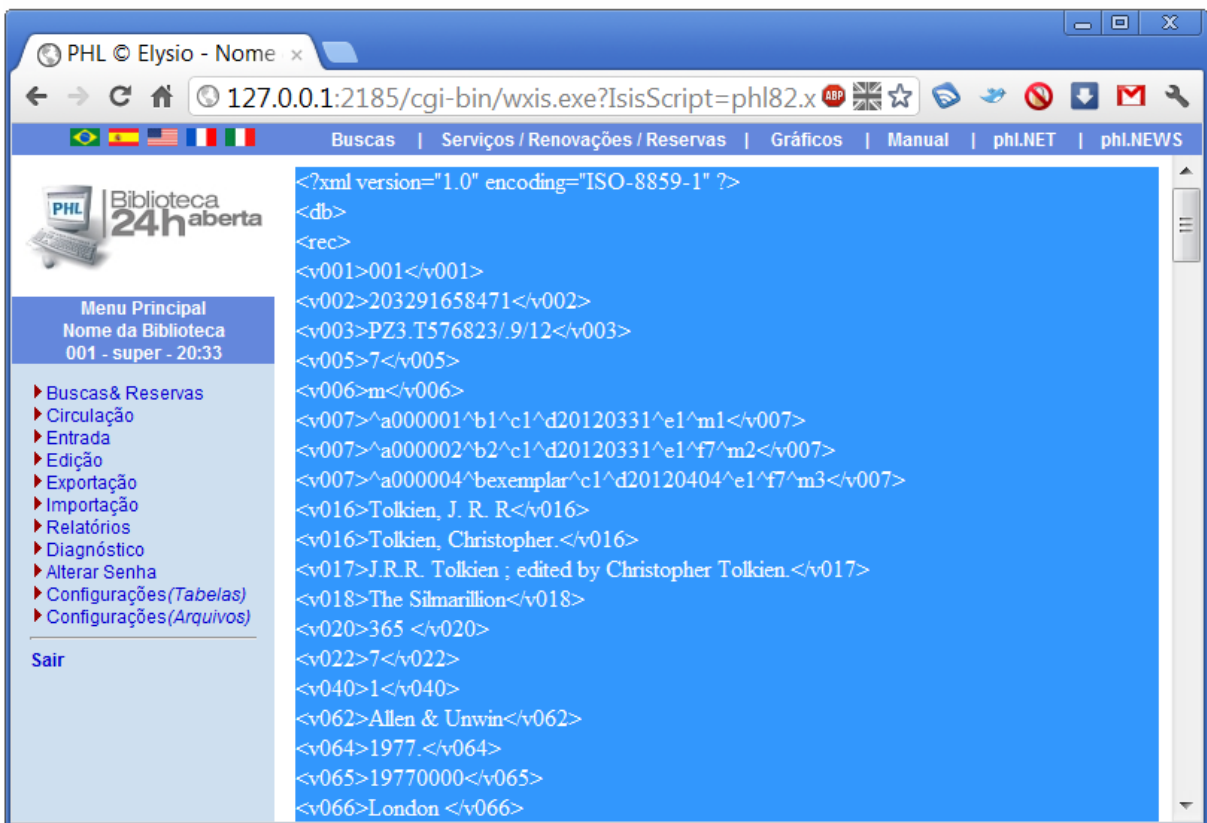 PHL © Elysio - Nome
127.0.0.1:2185/cgi-bin/wxis.exe?IsisScript=phl82.x
ABP
Buscas | Serviços / Renovações / Reservas | Gráficos | Manual | phl.NET | phl.NEWS
PHL
Biblioteca
24h aberta
Menu Principal
Nome da Biblioteca
001 - super - 20:33
Buscas& Reservas
Circulação
Entrada
Edição
Exportação
Importação
Relatórios
Diagnóstico
Alterar Senha
Configurações(Tabelas)
Configurações(Arquivos)
Sair
<?xml version="1.0" encoding="ISO-8859-1" ?>
<db>
<rec>
<v001>001</v001>
<v002>203291658471</v002>
<v003>PZ3.T576823/.9/12</v003>
<v005>7</v005>
<v006>m</v006>
<v007>^a000001^b1^c1^d20120331^e1^m1</v007>
<v007>^a000002^b2^c1^d20120331^e1^f7^m2</v007>
<v007>^a000004^bexemplar^c1^d20120404^e1^f7^m3</v007>
<v016>Tolkien, J. R. R</v016>
<v016>Tolkien, Christopher.</v016>
<v017>J.R.R. Tolkien ; edited by Christopher Tolkien.</v017>
<v018>The Silmarillion</v018>
<v020>365 </v020>
<v022>7</v022>
<v040>1</v040>
<v062>Allen & Unwin</v062>
<v064>1977.</v064>
<v065>19770000</v065>
<v066>London </v066>